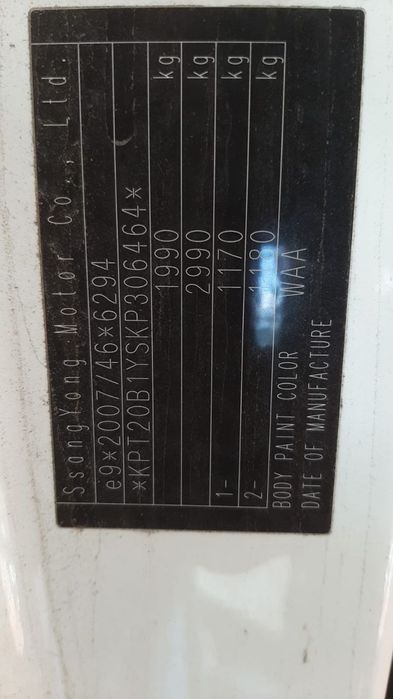 SsangYong Motor Co., Ltd.
e9*2007/46*6294
*KPT20B1YSKP306464*
1990 kg
2990 kg
1- 1170 kg
2- 1180 kg
BODY PAINT COLOR WAA
DATE OF MANUFACTURE